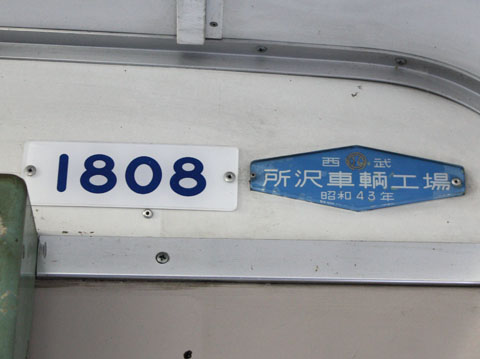 1808
西武
所沢車輌工場
昭和43年